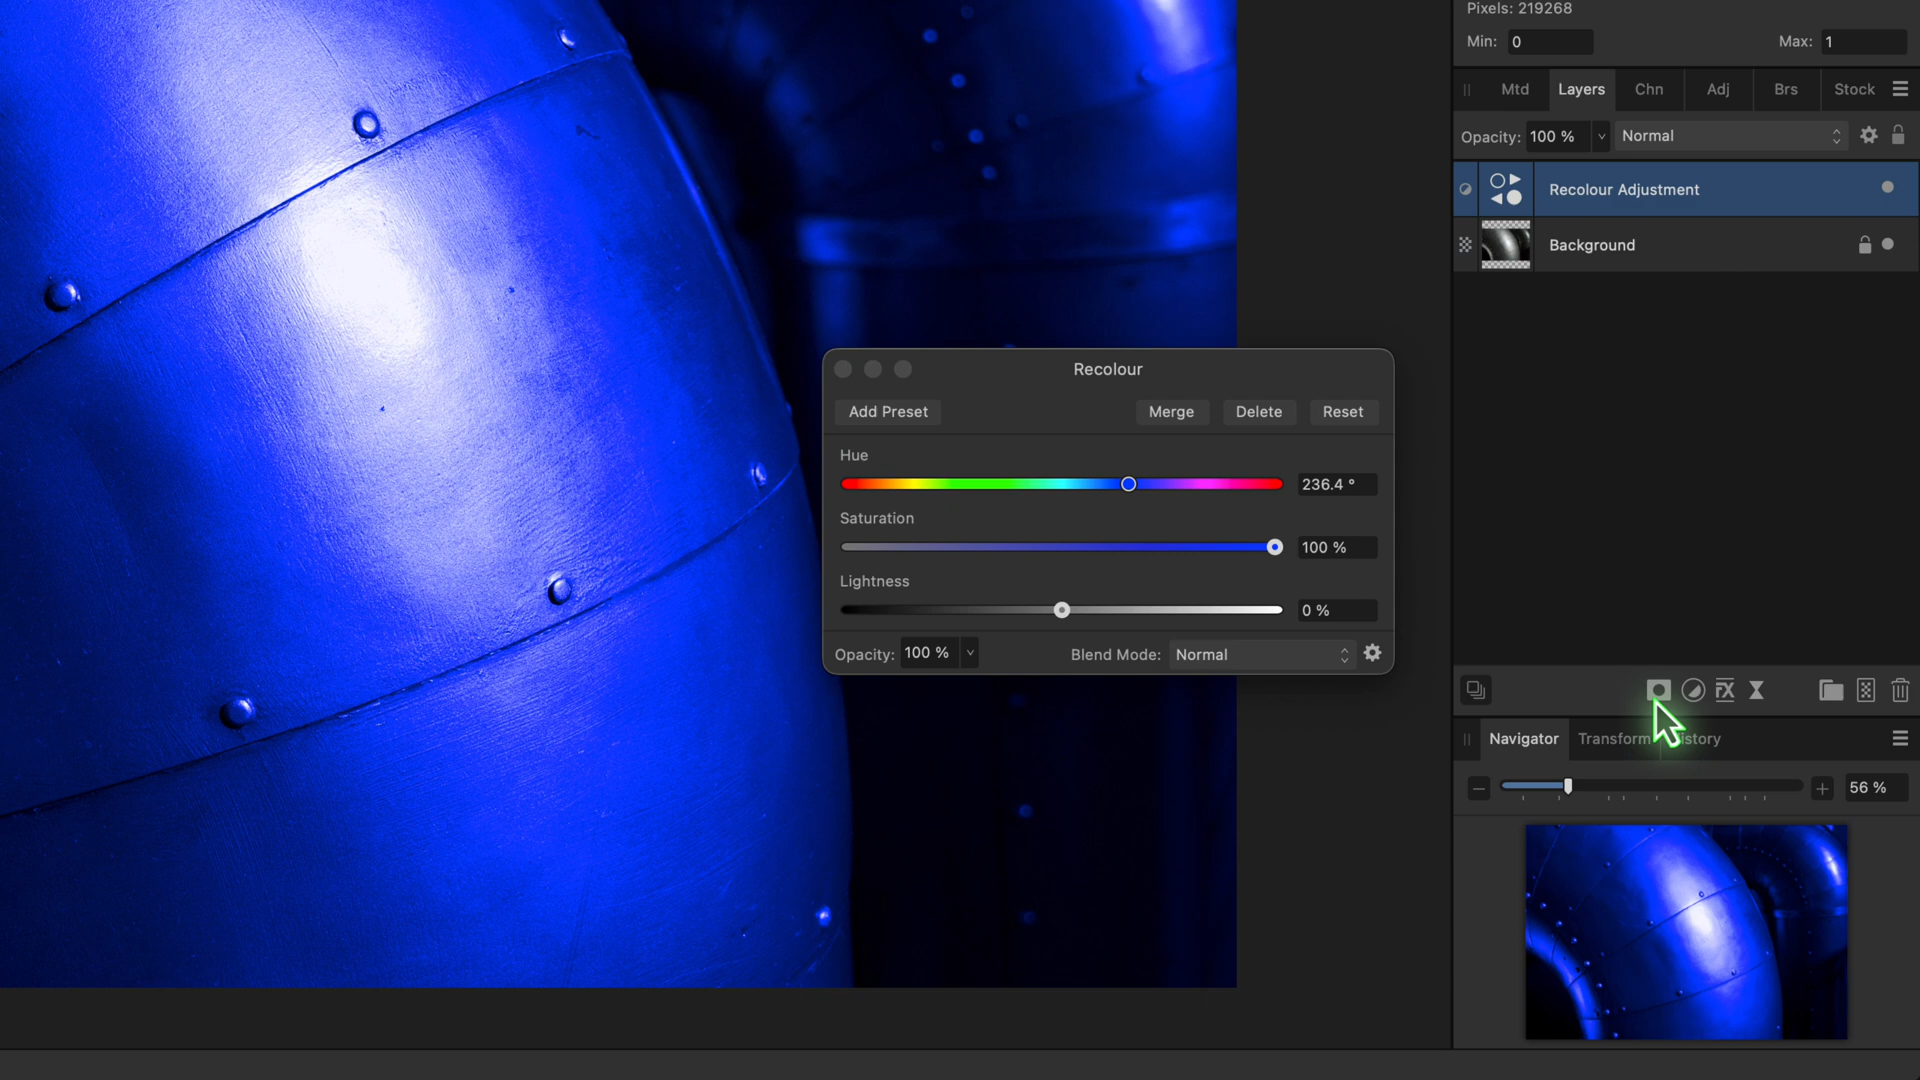 Pixels: 219268
Min: 0 Max: 1
Mtd Layers Chn Adj Brs Stock
Opacity: 100 % Normal
Recolour Adjustment
Background
Recolour
Add Preset Merge Delete Reset
Hue
236.4 °
Saturation
100 %
Lightness
0 %
Opacity: 100 % Blend Mode: Normal
FX
Navigator Transform
56 %